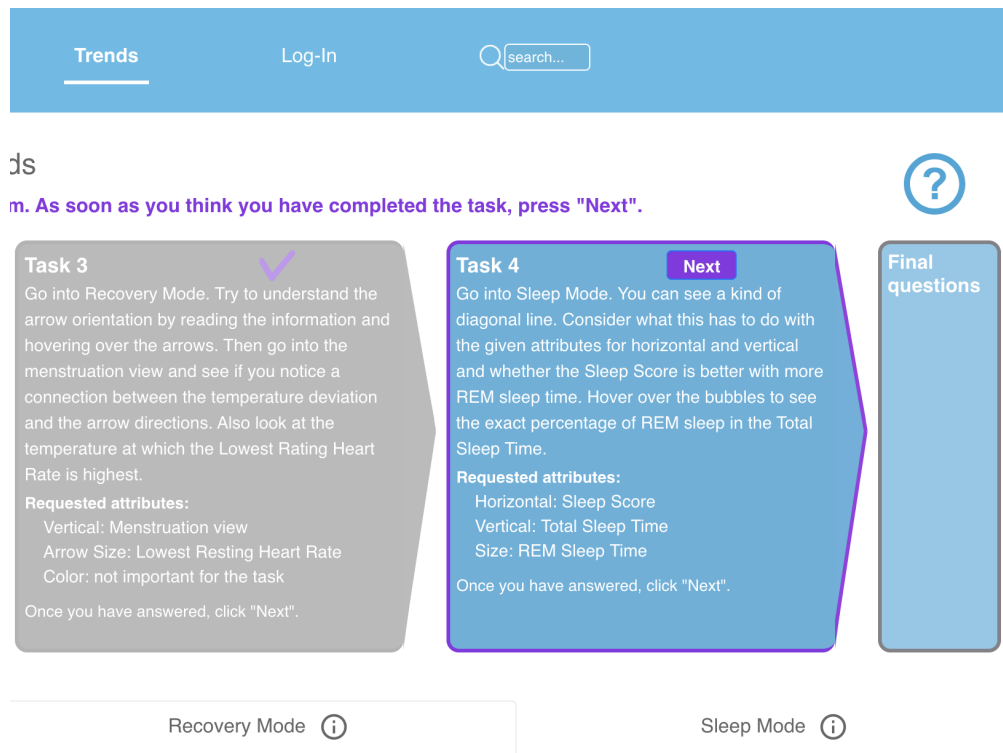 Trends
Log-In
search...
ds
m. As soon as you think you have completed the task, press "Next".
Task 3
Go into Recovery Mode. Try to understand the
arrow orientation by reading the information and
hovering over the arrows. Then go into the
menstruation view and see if you notice a
connection between the temperature deviation
and the arrow directions. Also look at the
temperature at which the Lowest Rating Heart
Rate is highest.
Requested attributes:
Vertical: Menstruation view
Arrow Size: Lowest Resting Heart Rate
Color: not important for the task
Once you have answered, click "Next".
Task 4
Next
Go into Sleep Mode. You can see a kind of
diagonal line. Consider what this has to do with
the given attributes for horizontal and vertical
and whether the Sleep Score is better with more
REM sleep time. Hover over the bubbles to see
the exact percentage of REM sleep in the Total
Sleep Time.
Requested attributes:
Horizontal: Sleep Score
Vertical: Total Sleep Time
Size: REM Sleep Time
Once you have answered, click "Next".
Final
questions
?
Recovery Mode i
Sleep Mode i